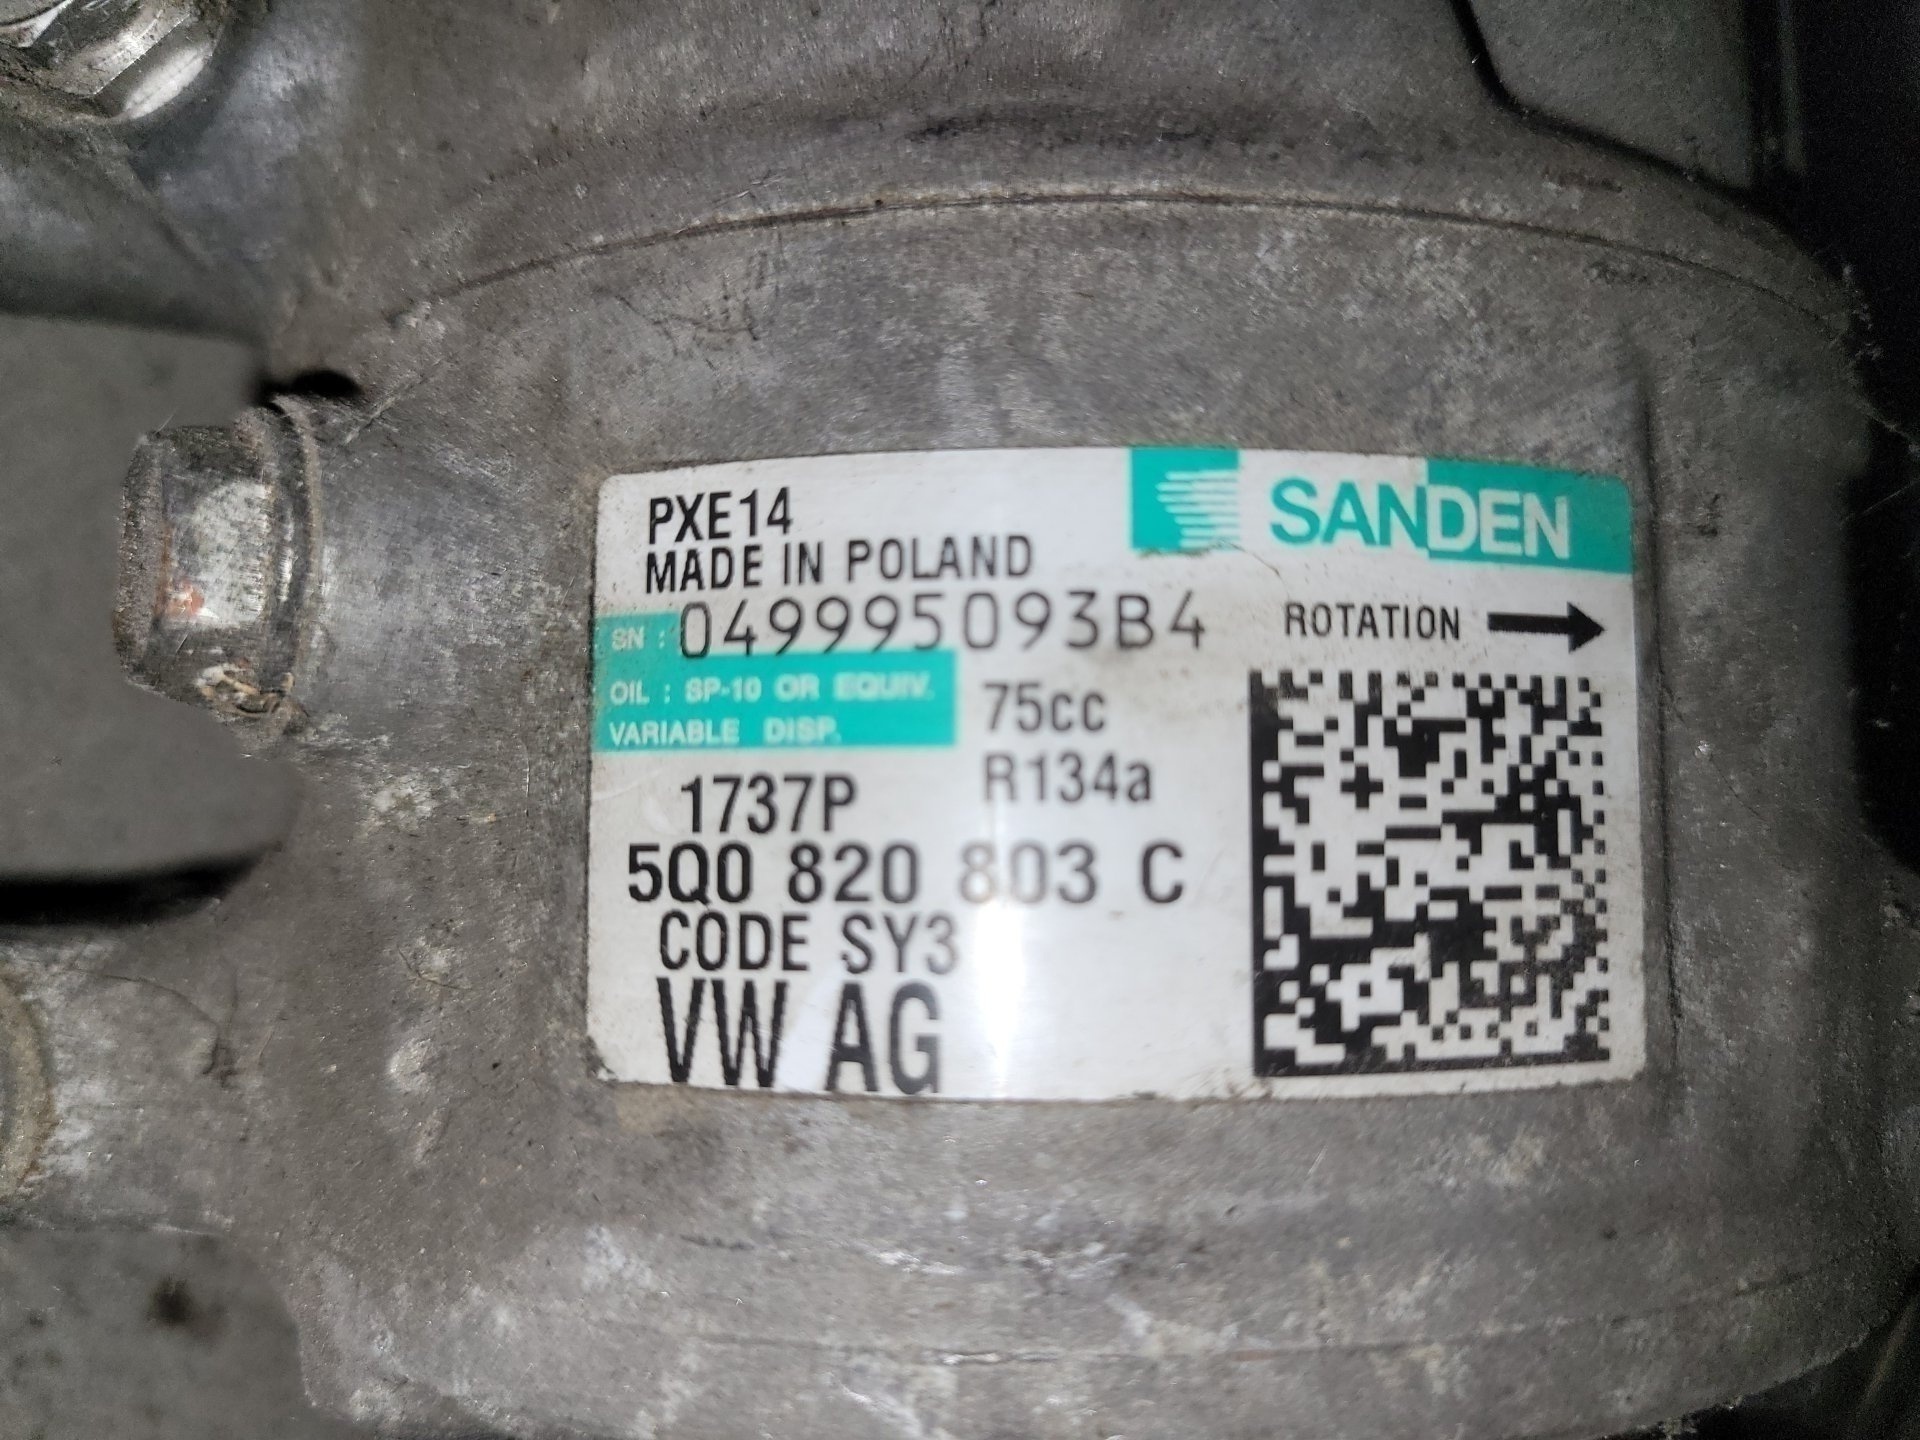 PXE14
SANDEN
MADE IN POLAND
SN : 049995093B4
ROTATION
OIL : SP-10 OR EQUIV.
75cc
VARIABLE DISP.
1737P
R134a
5Q0 820 803 C
CODE SY3
VW AG